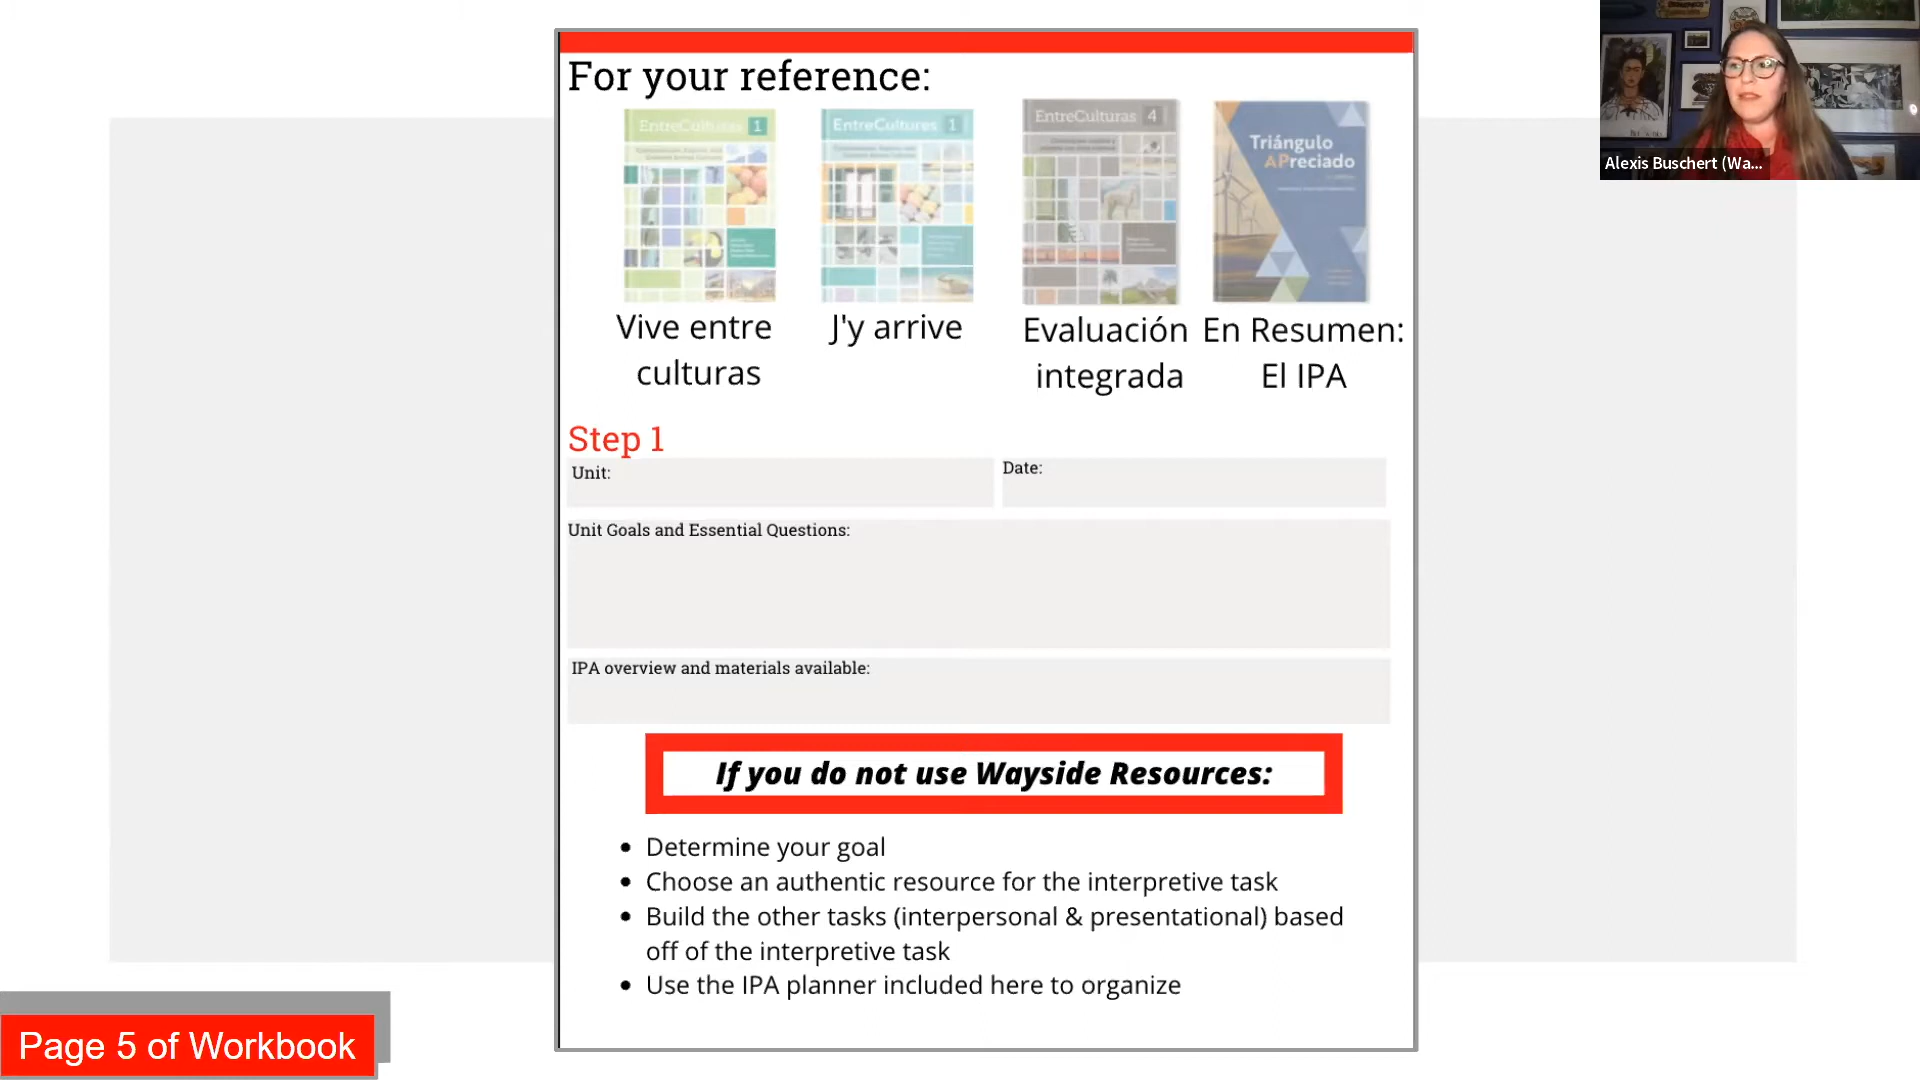 For your reference:
EntreCulturas 1
EntreCultures 1
EntreCulturas 4
Triángulo
APreciado
Vive entre
culturas
J'y arrive
Evaluación
integrada
En Resumen:
El IPA
Step 1
Unit:
Date:
Unit Goals and Essential Questions:
IPA overview and materials available:
If you do not use Wayside Resources:
• Determine your goal
• Choose an authentic resource for the interpretive task
• Build the other tasks (interpersonal & presentational) based
off of the interpretive task
• Use the IPA planner included here to organize
Page 5 of Workbook
Alexis Buschert (Wa...